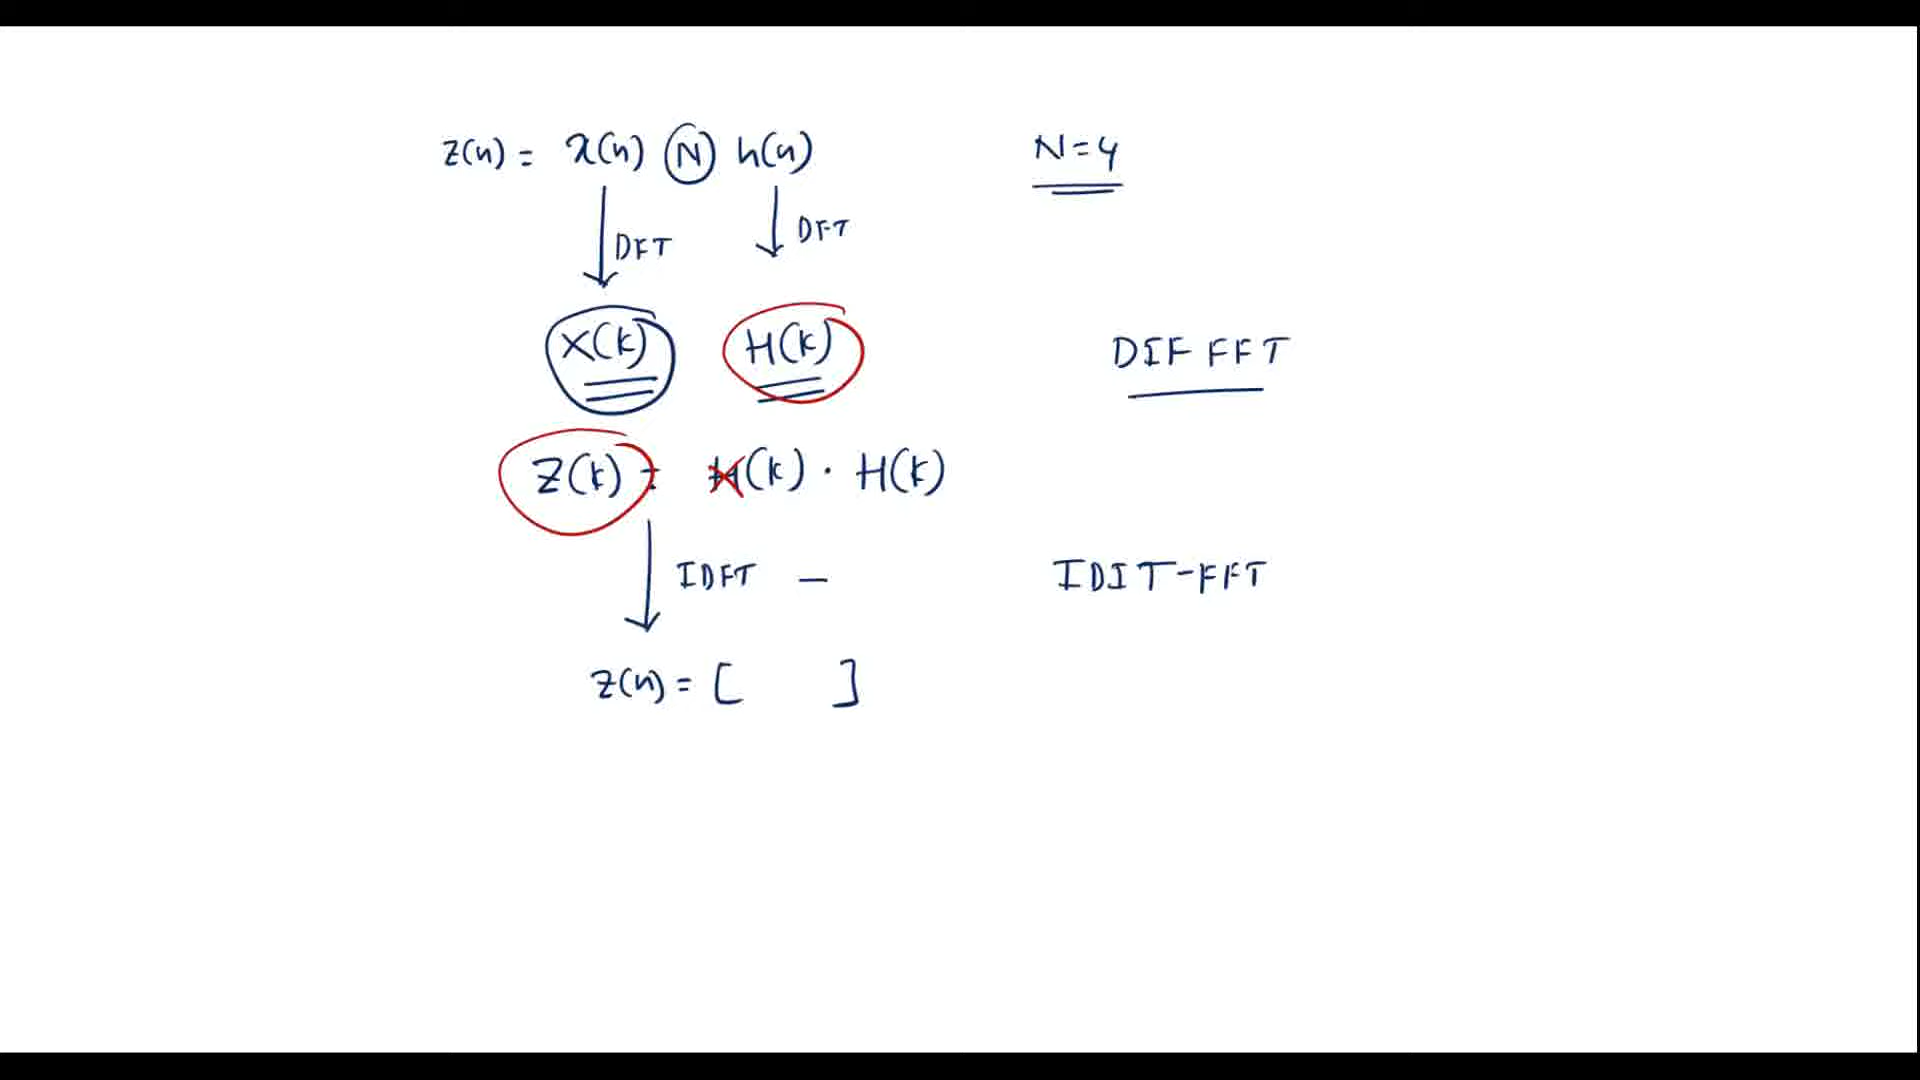 z(n) = x(n) Ⓝ h(n) N=4
DFT DFT
X(k) H(k) DIF FFT
Z(k) = X(k) · H(k)
IDFT - IDIT-FFT
z(n) = [ ]